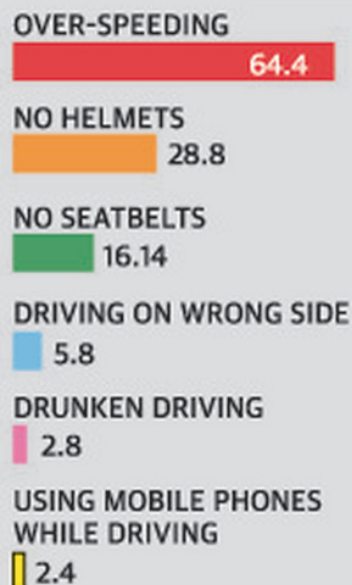 OVER-SPEEDING
64.4
NO HELMETS
28.8
NO SEATBELTS
16.14
DRIVING ON WRONG SIDE
5.8
DRUNKEN DRIVING
2.8
USING MOBILE PHONES
WHILE DRIVING
2.4